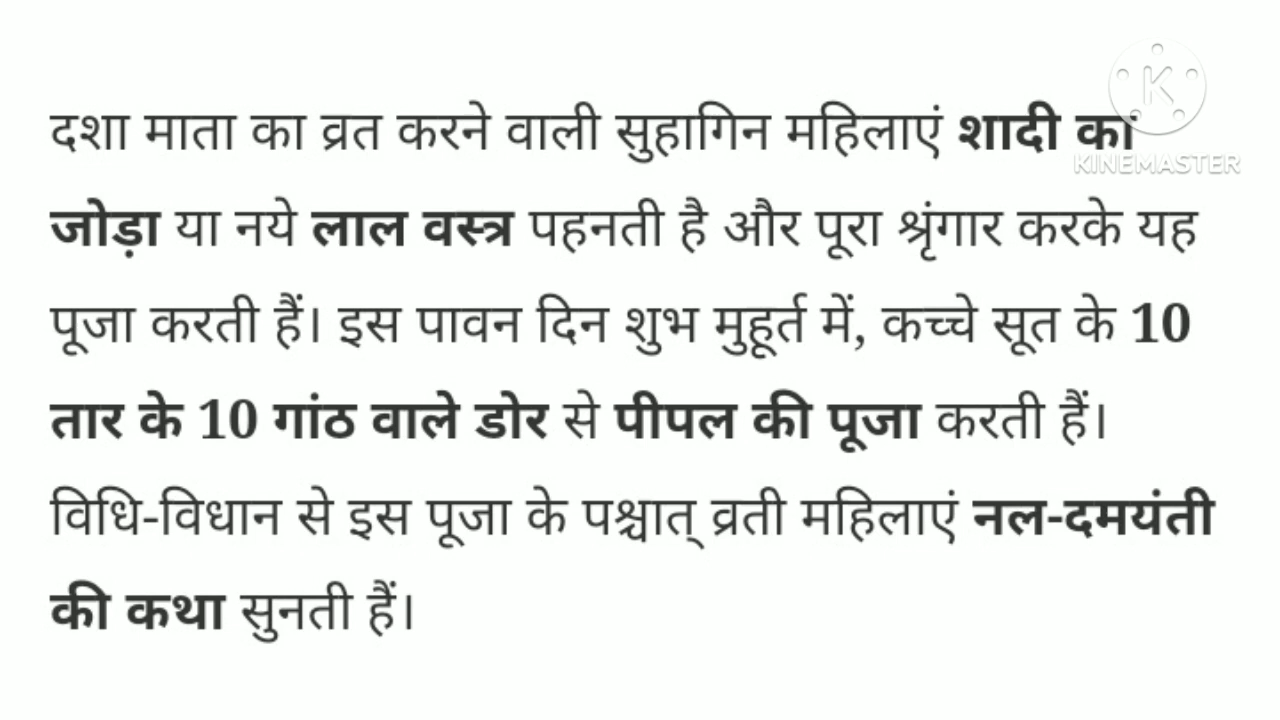 दशा माता का व्रत करने वाली सुहागिन महिलाएं शादी का
जोड़ा या नये लाल वस्त्र पहनती है और पूरा श्रृंगार करके यह
पूजा करती हैं। इस पावन दिन शुभ मुहूर्त में, कच्चे सूत के 10
तार के 10 गांठ वाले डोर से पीपल की पूजा करती हैं।
विधि-विधान से इस पूजा के पश्चात् व्रती महिलाएं नल-दमयंती
की कथा सुनती हैं।
K
KINEMASTER